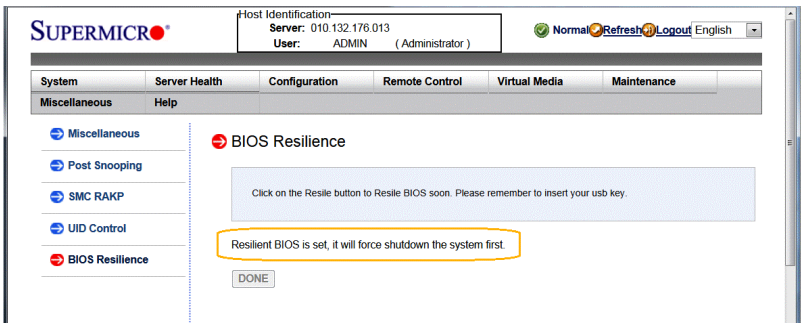 SUPERMICR
Host Identification
Server: 010.132.176.013
User: ADMIN ( Administrator )
Normal Refresh Logout English
System Server Health Configuration Remote Control Virtual Media Maintenance
Miscellaneous Help
Miscellaneous
Post Snooping
SMC RAKP
UID Control
BIOS Resilience
BIOS Resilience
Click on the Resile button to Resile BIOS soon. Please remember to insert your usb key.
Resilient BIOS is set, it will force shutdown the system first.
DONE